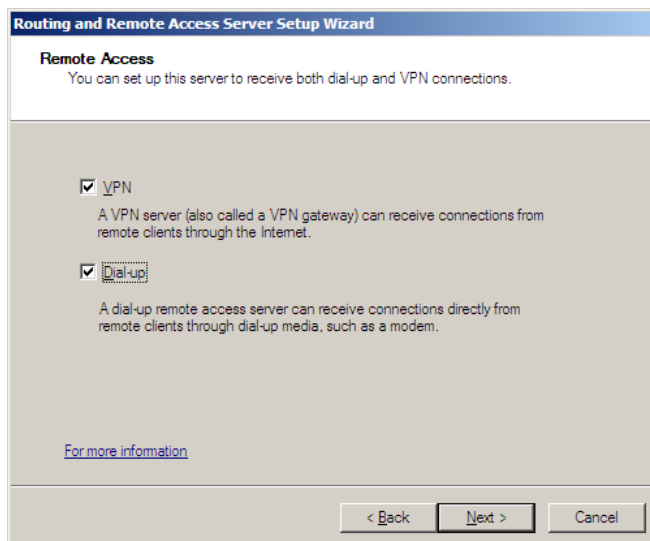 Routing and Remote Access Server Setup Wizard
Remote Access
You can set up this server to receive both dial-up and VPN connections.
VPN
A VPN server (also called a VPN gateway) can receive connections from
remote clients through the Internet.
Dial-up
A dial-up remote access server can receive connections directly from
remote clients through dial-up media, such as a modem.
For more information
< Back Next > Cancel